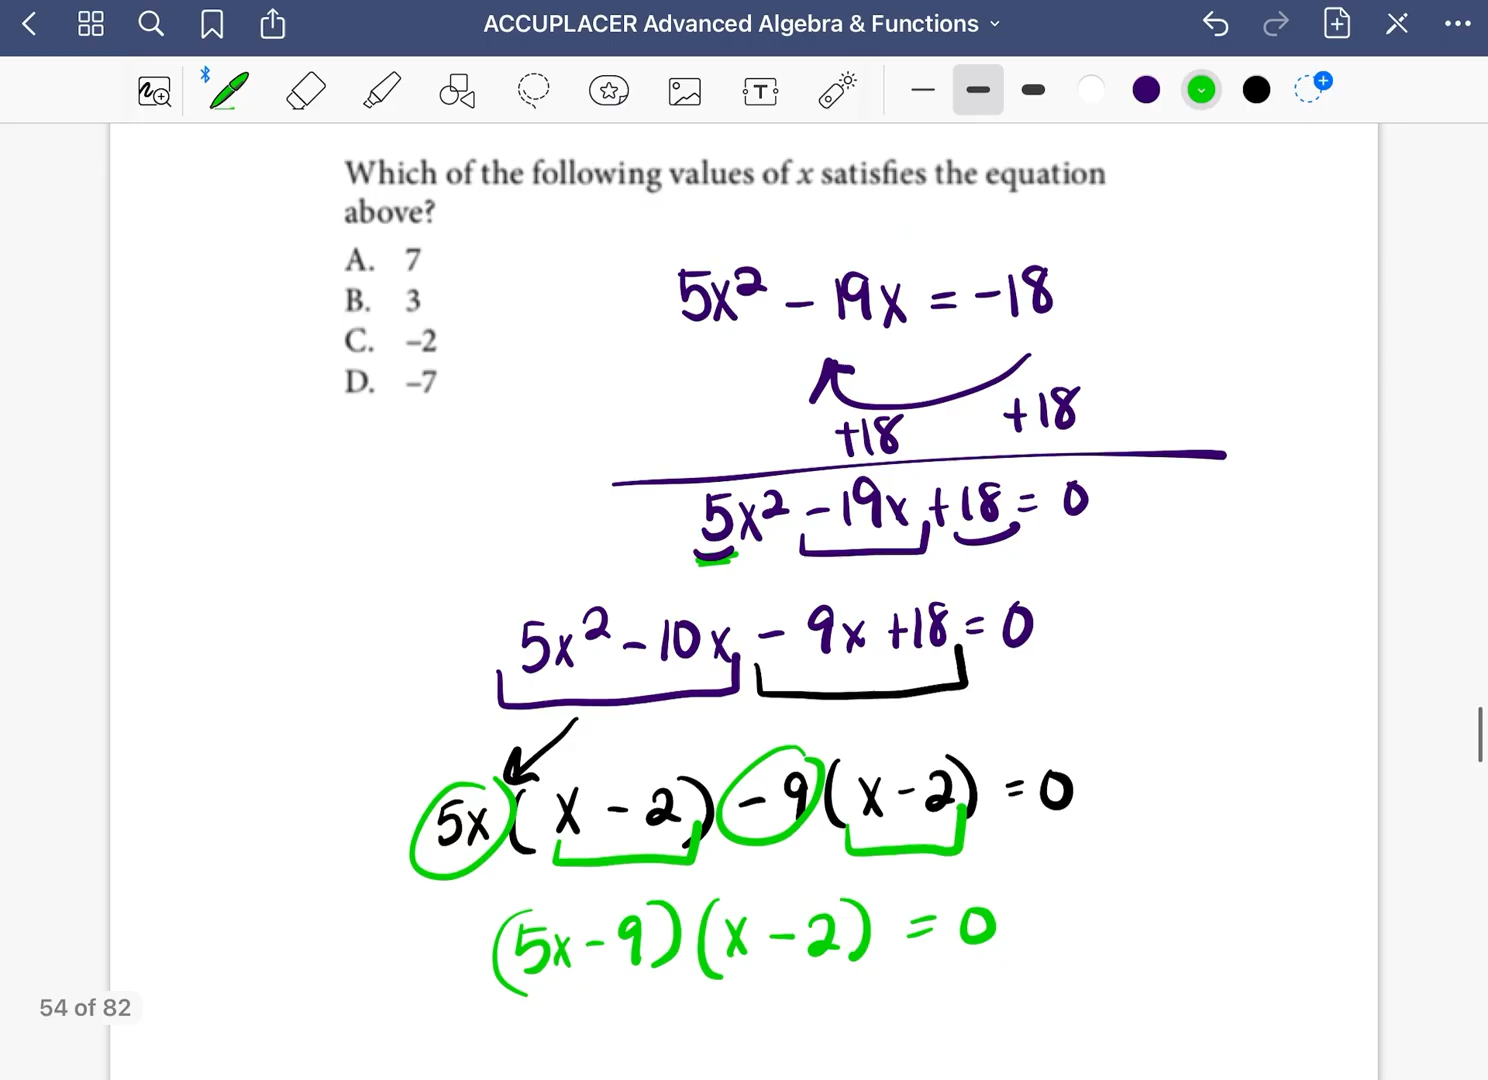 ACCUPLACER Advanced Algebra & Functions
T
Which of the following values of x satisfies the equation
above?
A. 7
B. 3
C. –2
D. –7
5x² - 19x = -18
+18 +18
5x² - 19x + 18 = 0
5x² - 10x - 9x + 18 = 0
5x(x - 2) - 9(x - 2) = 0
(5x - 9)(x - 2) = 0
54 of 82